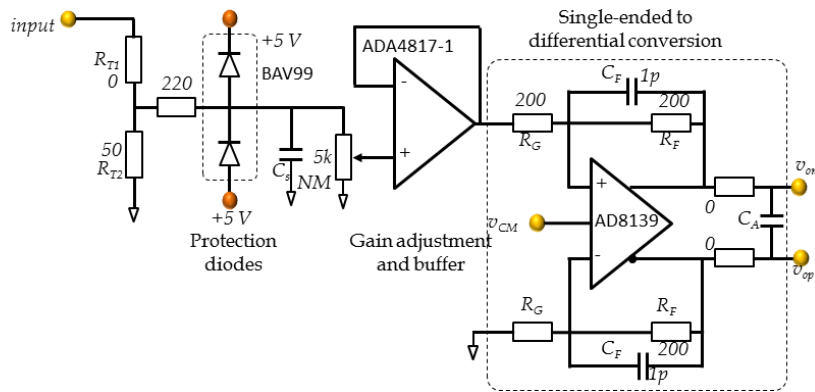 Single-ended to
differential conversion
input
+5 V
ADA4817-1
R_T1
0
220
BAV99
C_F
1p
200
R_G
200
R_F
-
+
50
R_T2
C_s
5k
NM
+
AD8139
-
v_CM
0
v_on
C_A
0
v_op
+5 V
Protection
diodes
Gain adjustment
and buffer
R_G
R_F
200
C_F
1p